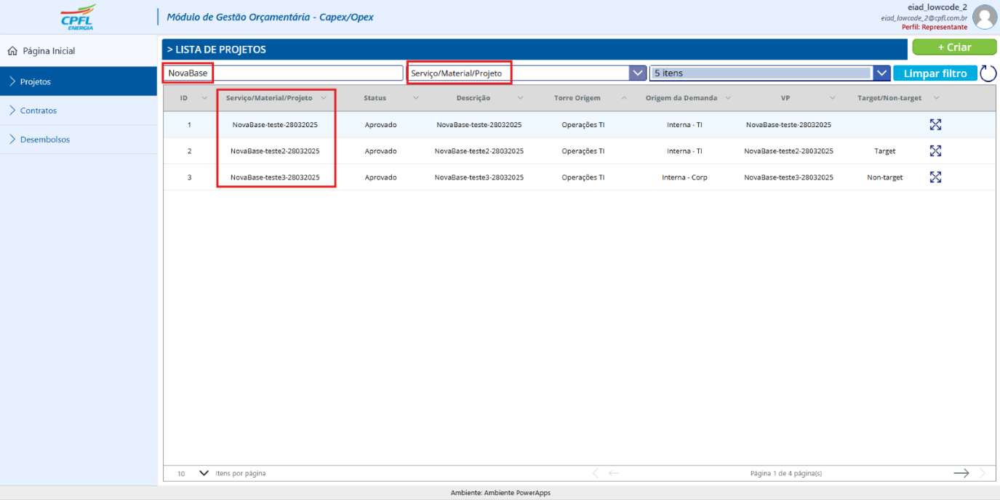 CPFL
ENERGIA
Módulo de Gestão Orçamentária - Capex/Opex
eiad_lowcode_2
eiad_lowcode_2@cpfl.com.br
Perfil: Representante
Página Inicial
Projetos
Contratos
Desembolsos
> LISTA DE PROJETOS
+ Criar
NovaBase Serviço/Material/Projeto 5 itens Limpar filtro
ID Serviço/Material/Projeto Status Descrição Torre Origem Origem da Demanda VP Target/Non-target
1 NovaBase-teste-28032025 Aprovado NovaBase-teste-28032025 Operações TI Interna - TI NovaBase-teste-28032025
2 NovaBase-teste2-28032025 Aprovado NovaBase-teste2-28032025 Operações TI Interna - TI NovaBase-teste2-28032025 Target
3 NovaBase-teste3-28032025 Aprovado NovaBase-teste3-28032025 Operações TI Interna - Corp NovaBase-teste3-28032025 Non-target
10 Itens por página Página 1 de 4 página(s)
Ambiente: Ambiente PowerApps